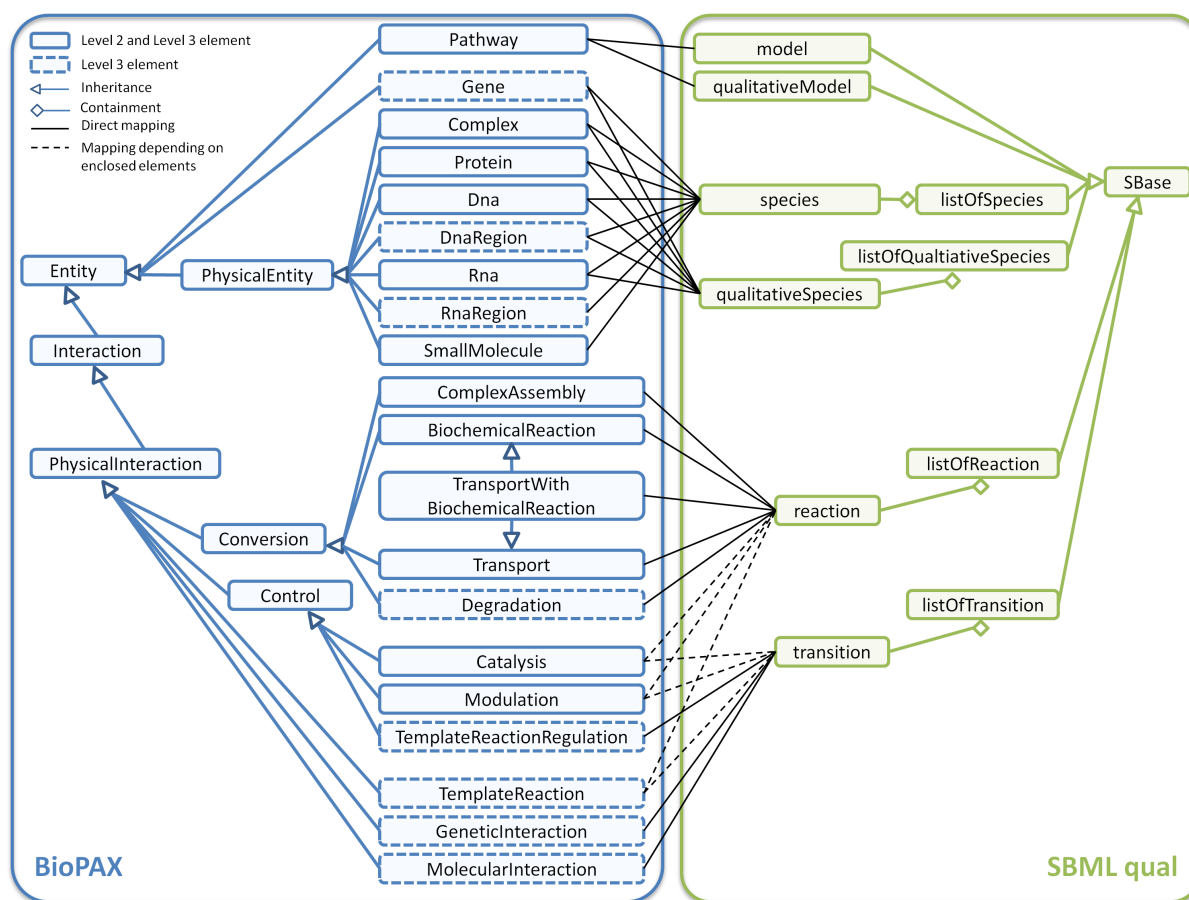 Level 2 and Level 3 element
Level 3 element
Inheritance
Containment
Direct mapping
Mapping depending on
enclosed elements
Pathway
Gene
Complex
Protein
Dna
DnaRegion
Rna
RnaRegion
SmallMolecule
Entity
PhysicalEntity
Interaction
PhysicalInteraction
Conversion
Control
ComplexAssembly
BiochemicalReaction
TransportWith
BiochemicalReaction
Transport
Degradation
Catalysis
Modulation
TemplateReactionRegulation
TemplateReaction
GeneticInteraction
MolecularInteraction
BioPAX
model
qualitativeModel
species
listOfSpecies
SBase
listOfQualtiativeSpecies
qualitativeSpecies
listOfReaction
reaction
listOfTransition
transition
SBML qual